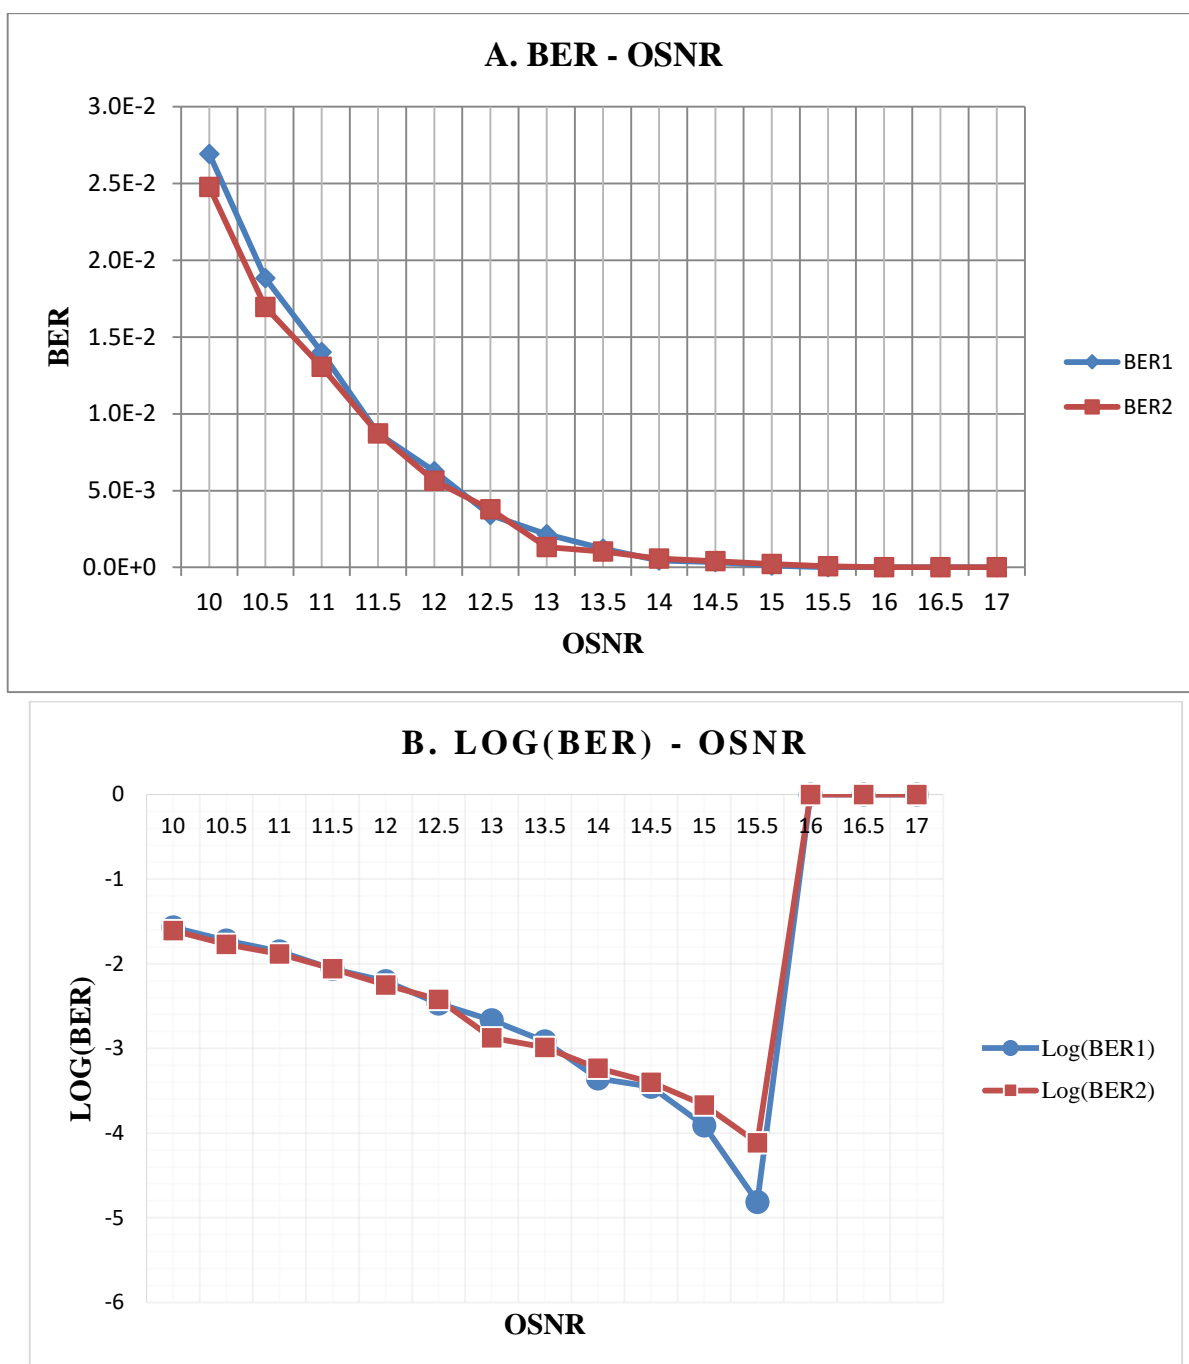 A. BER - OSNR
3.0E-2
2.5E-2
2.0E-2
1.5E-2
1.0E-2
5.0E-3
0.0E+0
BER
10 10.5 11 11.5 12 12.5 13 13.5 14 14.5 15 15.5 16 16.5 17
OSNR
BER1
BER2
B. LOG(BER) - OSNR
0
-1
-2
-3
-4
-5
-6
LOG(BER)
10 10.5 11 11.5 12 12.5 13 13.5 14 14.5 15 15.5 16 16.5 17
OSNR
Log(BER1)
Log(BER2)